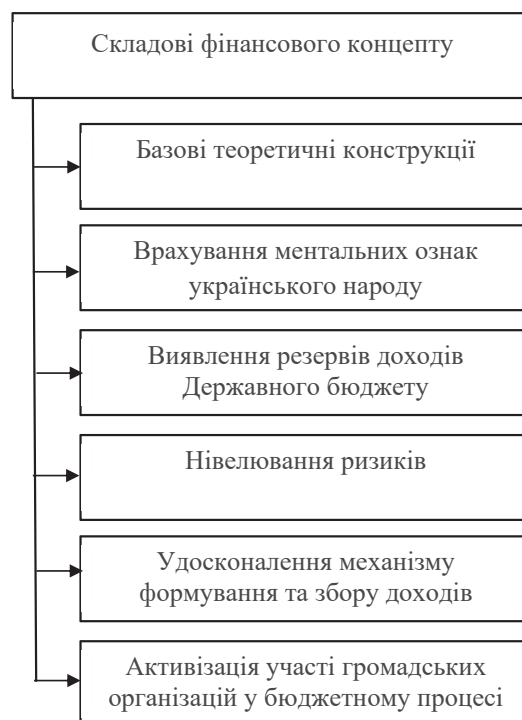 Складові фінансового концепту
Базові теоретичні конструкції
Врахування ментальних ознак
українського народу
Виявлення резервів доходів
Державного бюджету
Нівелювання ризиків
Удосконалення механізму
формування та збору доходів
Активізація участі громадських
організацій у бюджетному процесі